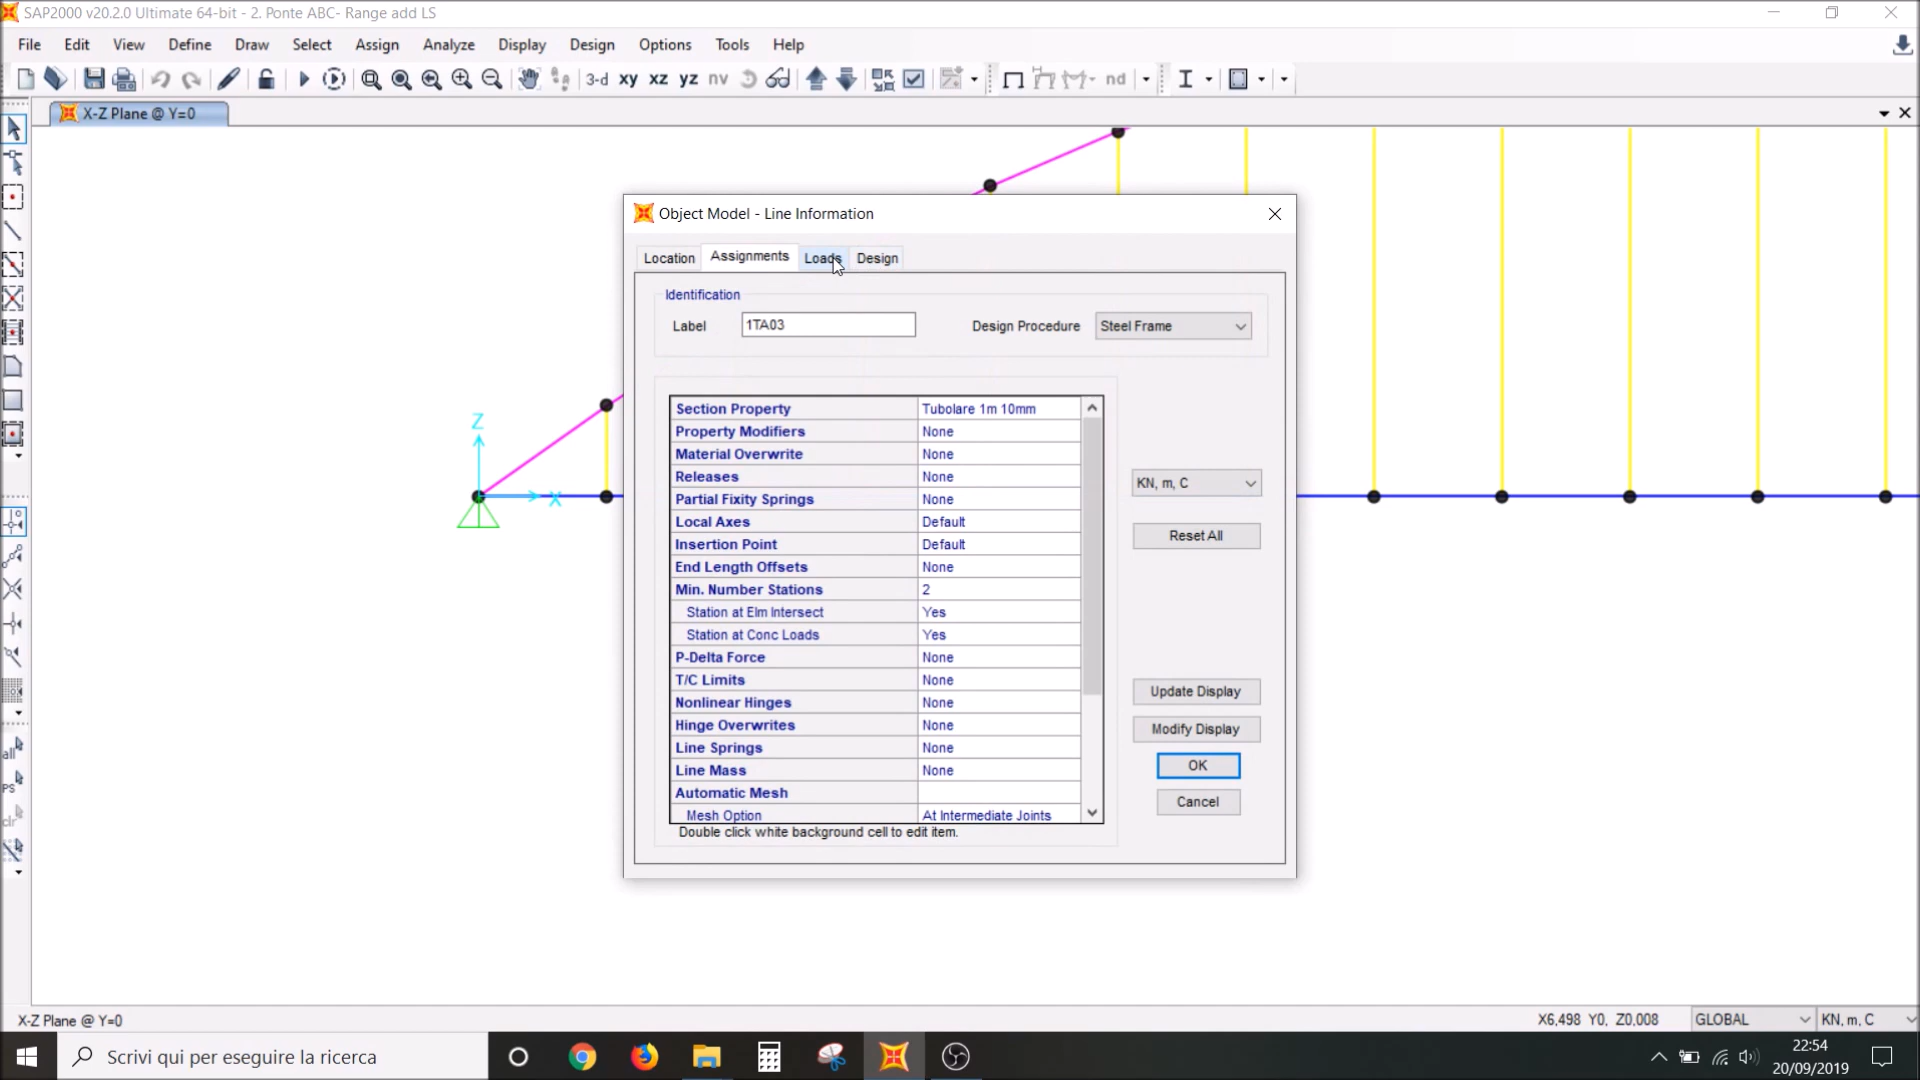 SAP2000 v20.2.0 Ultimate 64-bit - 2. Ponte ABC- Range add LS
File Edit View Define Draw Select Assign Analyze Display Design Options Tools Help
3-d xy xz yz nv nd
X-Z Plane @ Y=0
Object Model - Line Information
Location Assignments Loads Design
Identification
Label 1TA03 Design Procedure Steel Frame
Section Property Tubolare 1m 10mm
Property Modifiers None
Material Overwrite None
Releases None
Partial Fixity Springs None
Local Axes Default
Insertion Point Default
End Length Offsets None
Min. Number Stations 2
Station at Elm Intersect Yes
Station at Conc Loads Yes
P-Delta Force None
T/C Limits None
Nonlinear Hinges None
Hinge Overwrites None
Line Springs None
Line Mass None
Automatic Mesh
Mesh Option At Intermediate Joints
Double click white background cell to edit item.
KN, m, C
Reset All
Update Display
Modify Display
OK
Cancel
Z
X
all
PS
clr
X-Z Plane @ Y=0 X6,498 Y0, Z0,008 GLOBAL KN, m, C
Scrivi qui per eseguire la ricerca
22:54
20/09/2019